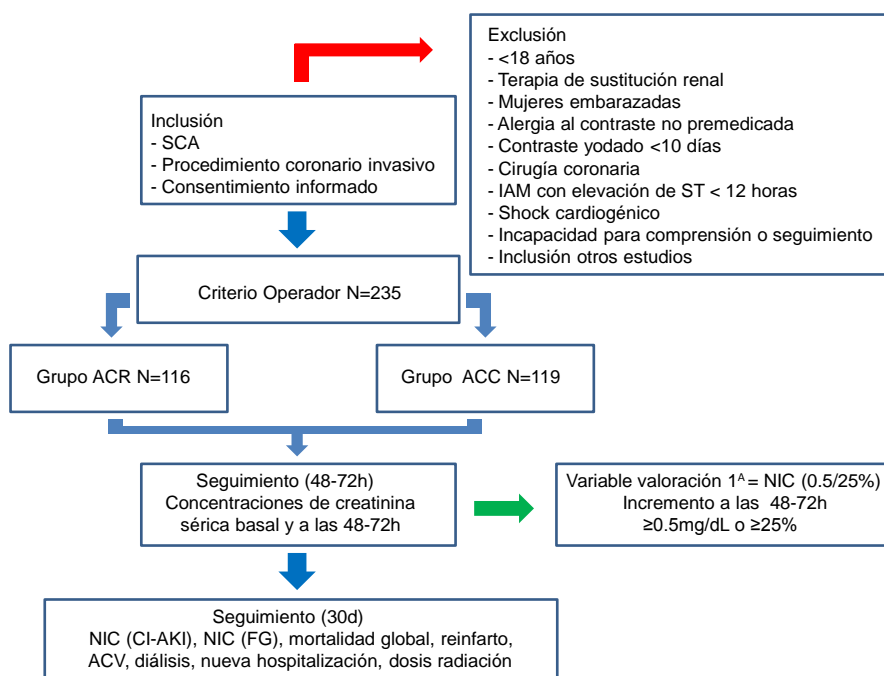 Exclusión
- <18 años
- Terapia de sustitución renal
- Mujeres embarazadas
- Alergia al contraste no premedicada
- Contraste yodado <10 días
- Cirugía coronaria
- IAM con elevación de ST < 12 horas
- Shock cardiogénico
- Incapacidad para comprensión o seguimiento
- Inclusión otros estudios
Inclusión
- SCA
- Procedimiento coronario invasivo
- Consentimiento informado
Criterio Operador N=235
Grupo ACR N=116
Grupo ACC N=119
Seguimiento (48-72h)
Concentraciones de creatinina
sérica basal y a las 48-72h
Variable valoración 1ᴬ = NIC (0.5/25%)
Incremento a las 48-72h
≥0.5mg/dL o ≥25%
Seguimiento (30d)
NIC (CI-AKI), NIC (FG), mortalidad global, reinfarto,
ACV, diálisis, nueva hospitalización, dosis radiación